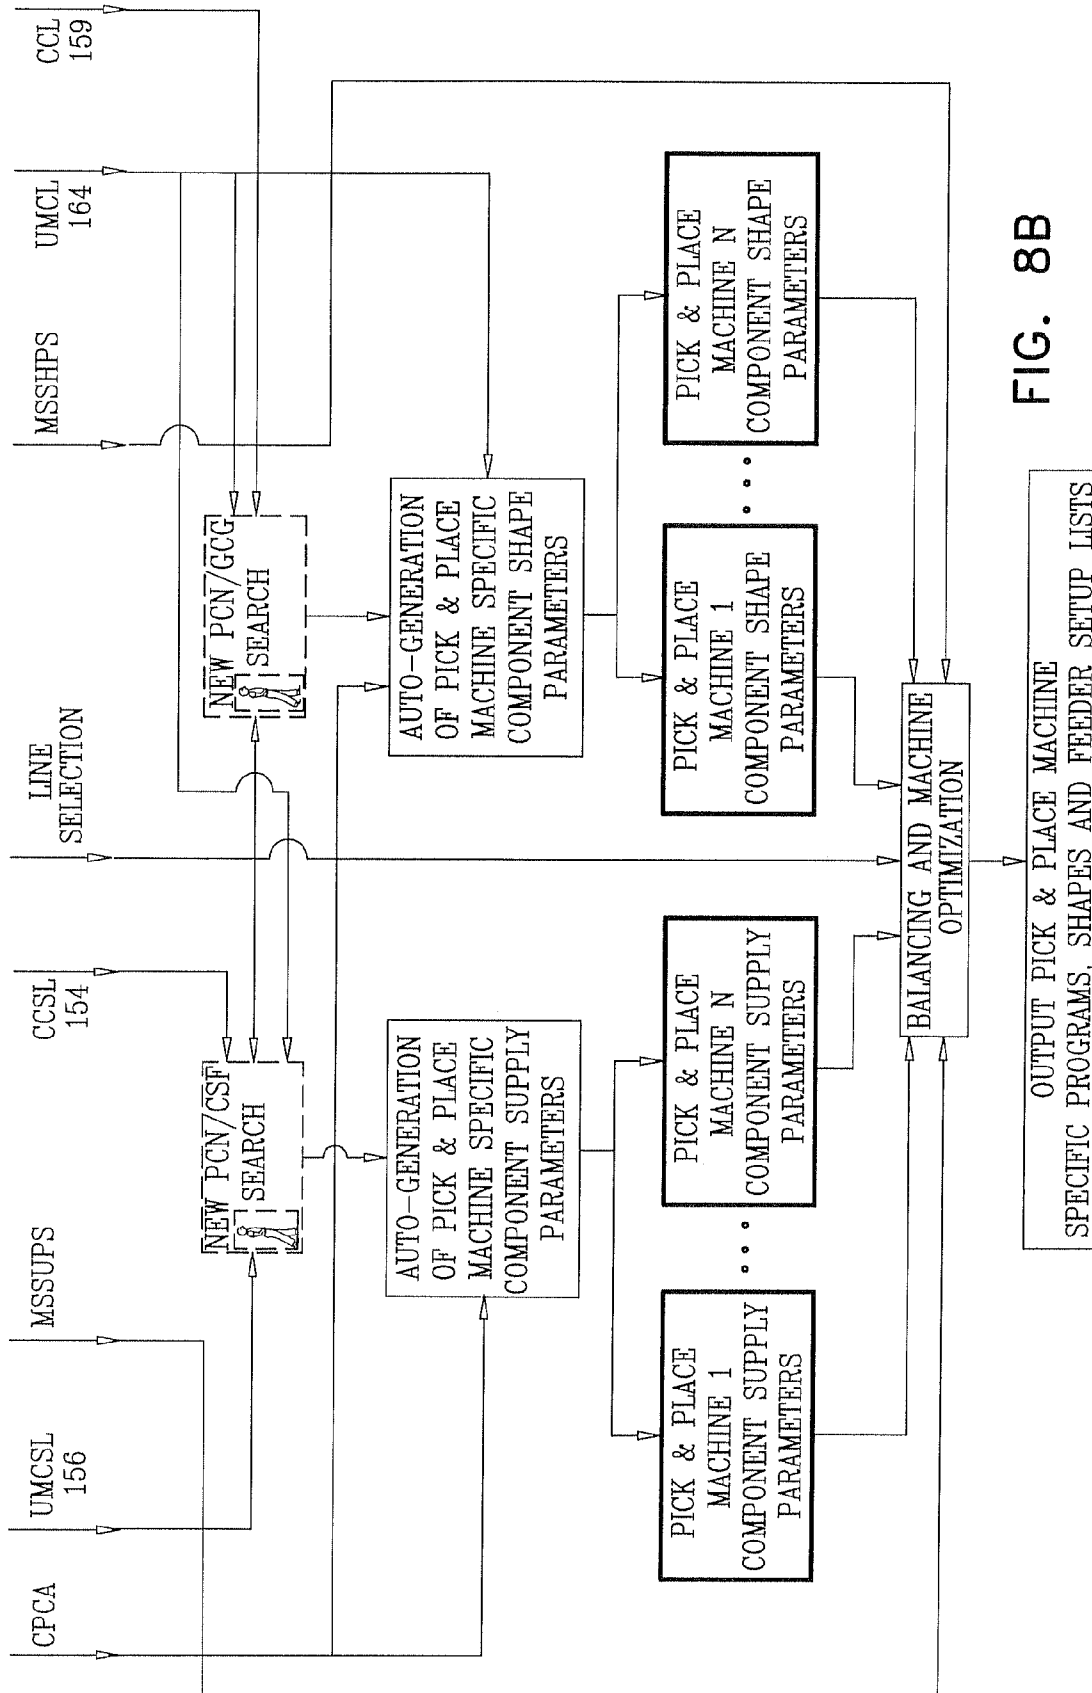 CPCA
UMCSL
156
MSSUPS
CCSL
154
LINE
SELECTION
MSSHPS
UMCL
164
CCL
159
NEW PCN/CSF
SEARCH
NEW PCN/GCG
SEARCH
AUTO-GENERATION
OF PICK & PLACE
MACHINE SPECIFIC
COMPONENT SUPPLY
PARAMETERS
AUTO-GENERATION
OF PICK & PLACE
MACHINE SPECIFIC
COMPONENT SHAPE
PARAMETERS
PICK & PLACE
MACHINE 1
COMPONENT SUPPLY
PARAMETERS
PICK & PLACE
MACHINE N
COMPONENT SUPPLY
PARAMETERS
PICK & PLACE
MACHINE 1
COMPONENT SHAPE
PARAMETERS
PICK & PLACE
MACHINE N
COMPONENT SHAPE
PARAMETERS
BALANCING AND MACHINE
OPTIMIZATION
OUTPUT PICK & PLACE MACHINE
SPECIFIC PROGRAMS, SHAPES AND FEEDER SETUP LISTS
FIG. 8B